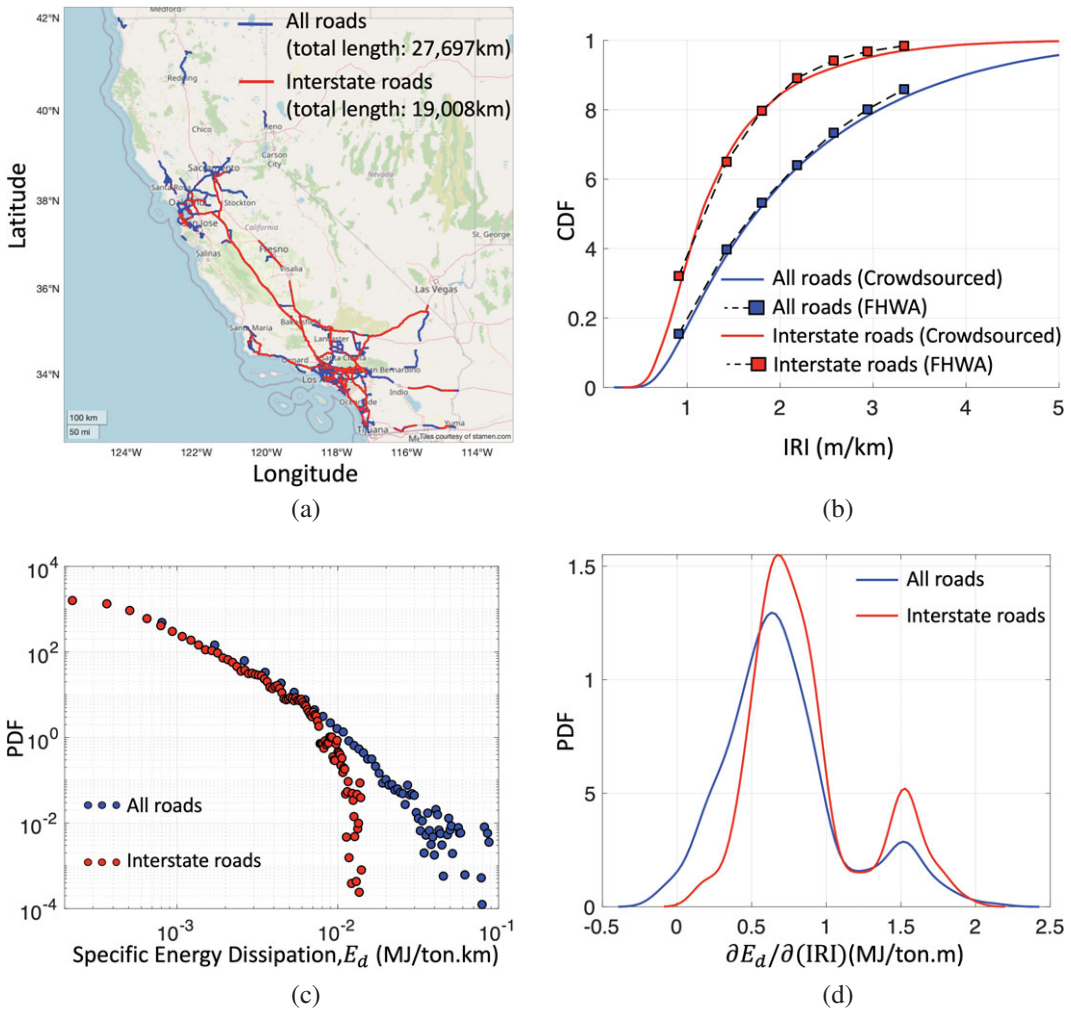 42°N
40°N
38°N
36°N
34°N
Latitude
All roads
(total length: 27,697km)
Interstate roads
(total length: 19,008km)
Medford
Redding
Chico
Reno
Carson
City
Nevada
Sacramento
Santa Rosa
Stockton
San Jose
California
St. George
Salinas
Fresno
Visalia
Las Vegas
Santa Maria
Bakersfield
Lancaster
Santa Clarita
Oxnard
San Bernardino
Los
Indio
Oceanside
Tijuana
Yuma
100 km
50 mi
Tiles courtesy of stamen.com
124°W 122°W 120°W 118°W 116°W 114°W
Longitude
(a)
CDF
1
9.8
9.6
4
0.2
0
All roads (Crowdsourced)
All roads (FHWA)
Interstate roads (Crowdsourced)
Interstate roads (FHWA)
1 2 3 4 5
IRI (m/km)
(b)
PDF
10^4
10^2
10^0
10^-2
10^-4
All roads
Interstate roads
10^-3 10^-2 10^-1
Specific Energy Dissipation,E_d (MJ/ton.km)
(c)
PDF
1.5
1
5
0
All roads
Interstate roads
-0.5 0 0.5 1 1.5 2 2.5
∂E_d/∂(IRI)(MJ/ton.m)
(d)